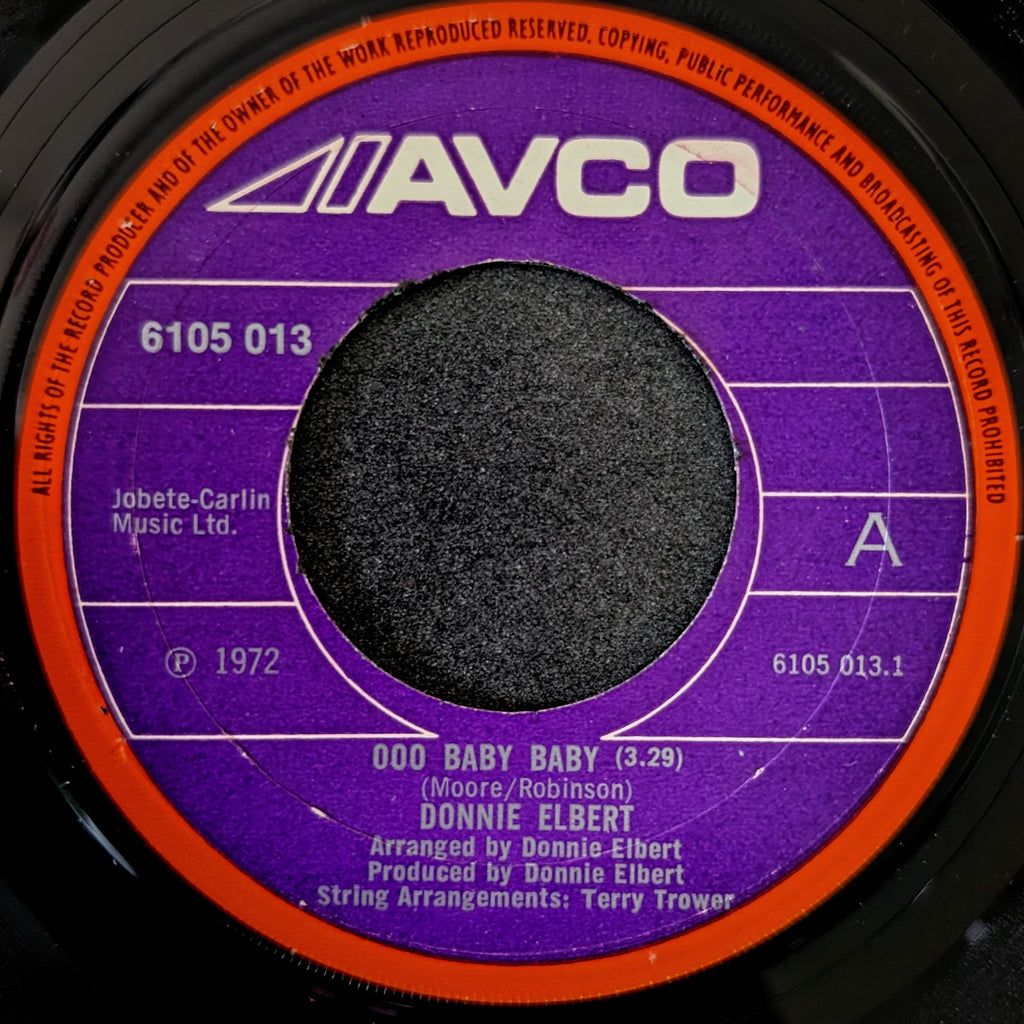 ALL RIGHTS OF THE RECORD PRODUCER AND OF THE OWNER OF THE WORK REPRODUCED RESERVED. COPYING, PUBLIC PERFORMANCE AND BROADCASTING OF THIS RECORD PROHIBITED
AVCO
6105 013
Jobete-Carlin
Music Ltd.
A
℗ 1972
6105 013.1
OOO BABY BABY (3.29)
(Moore/Robinson)
DONNIE ELBERT
Arranged by Donnie Elbert
Produced by Donnie Elbert
String Arrangements: Terry Trower